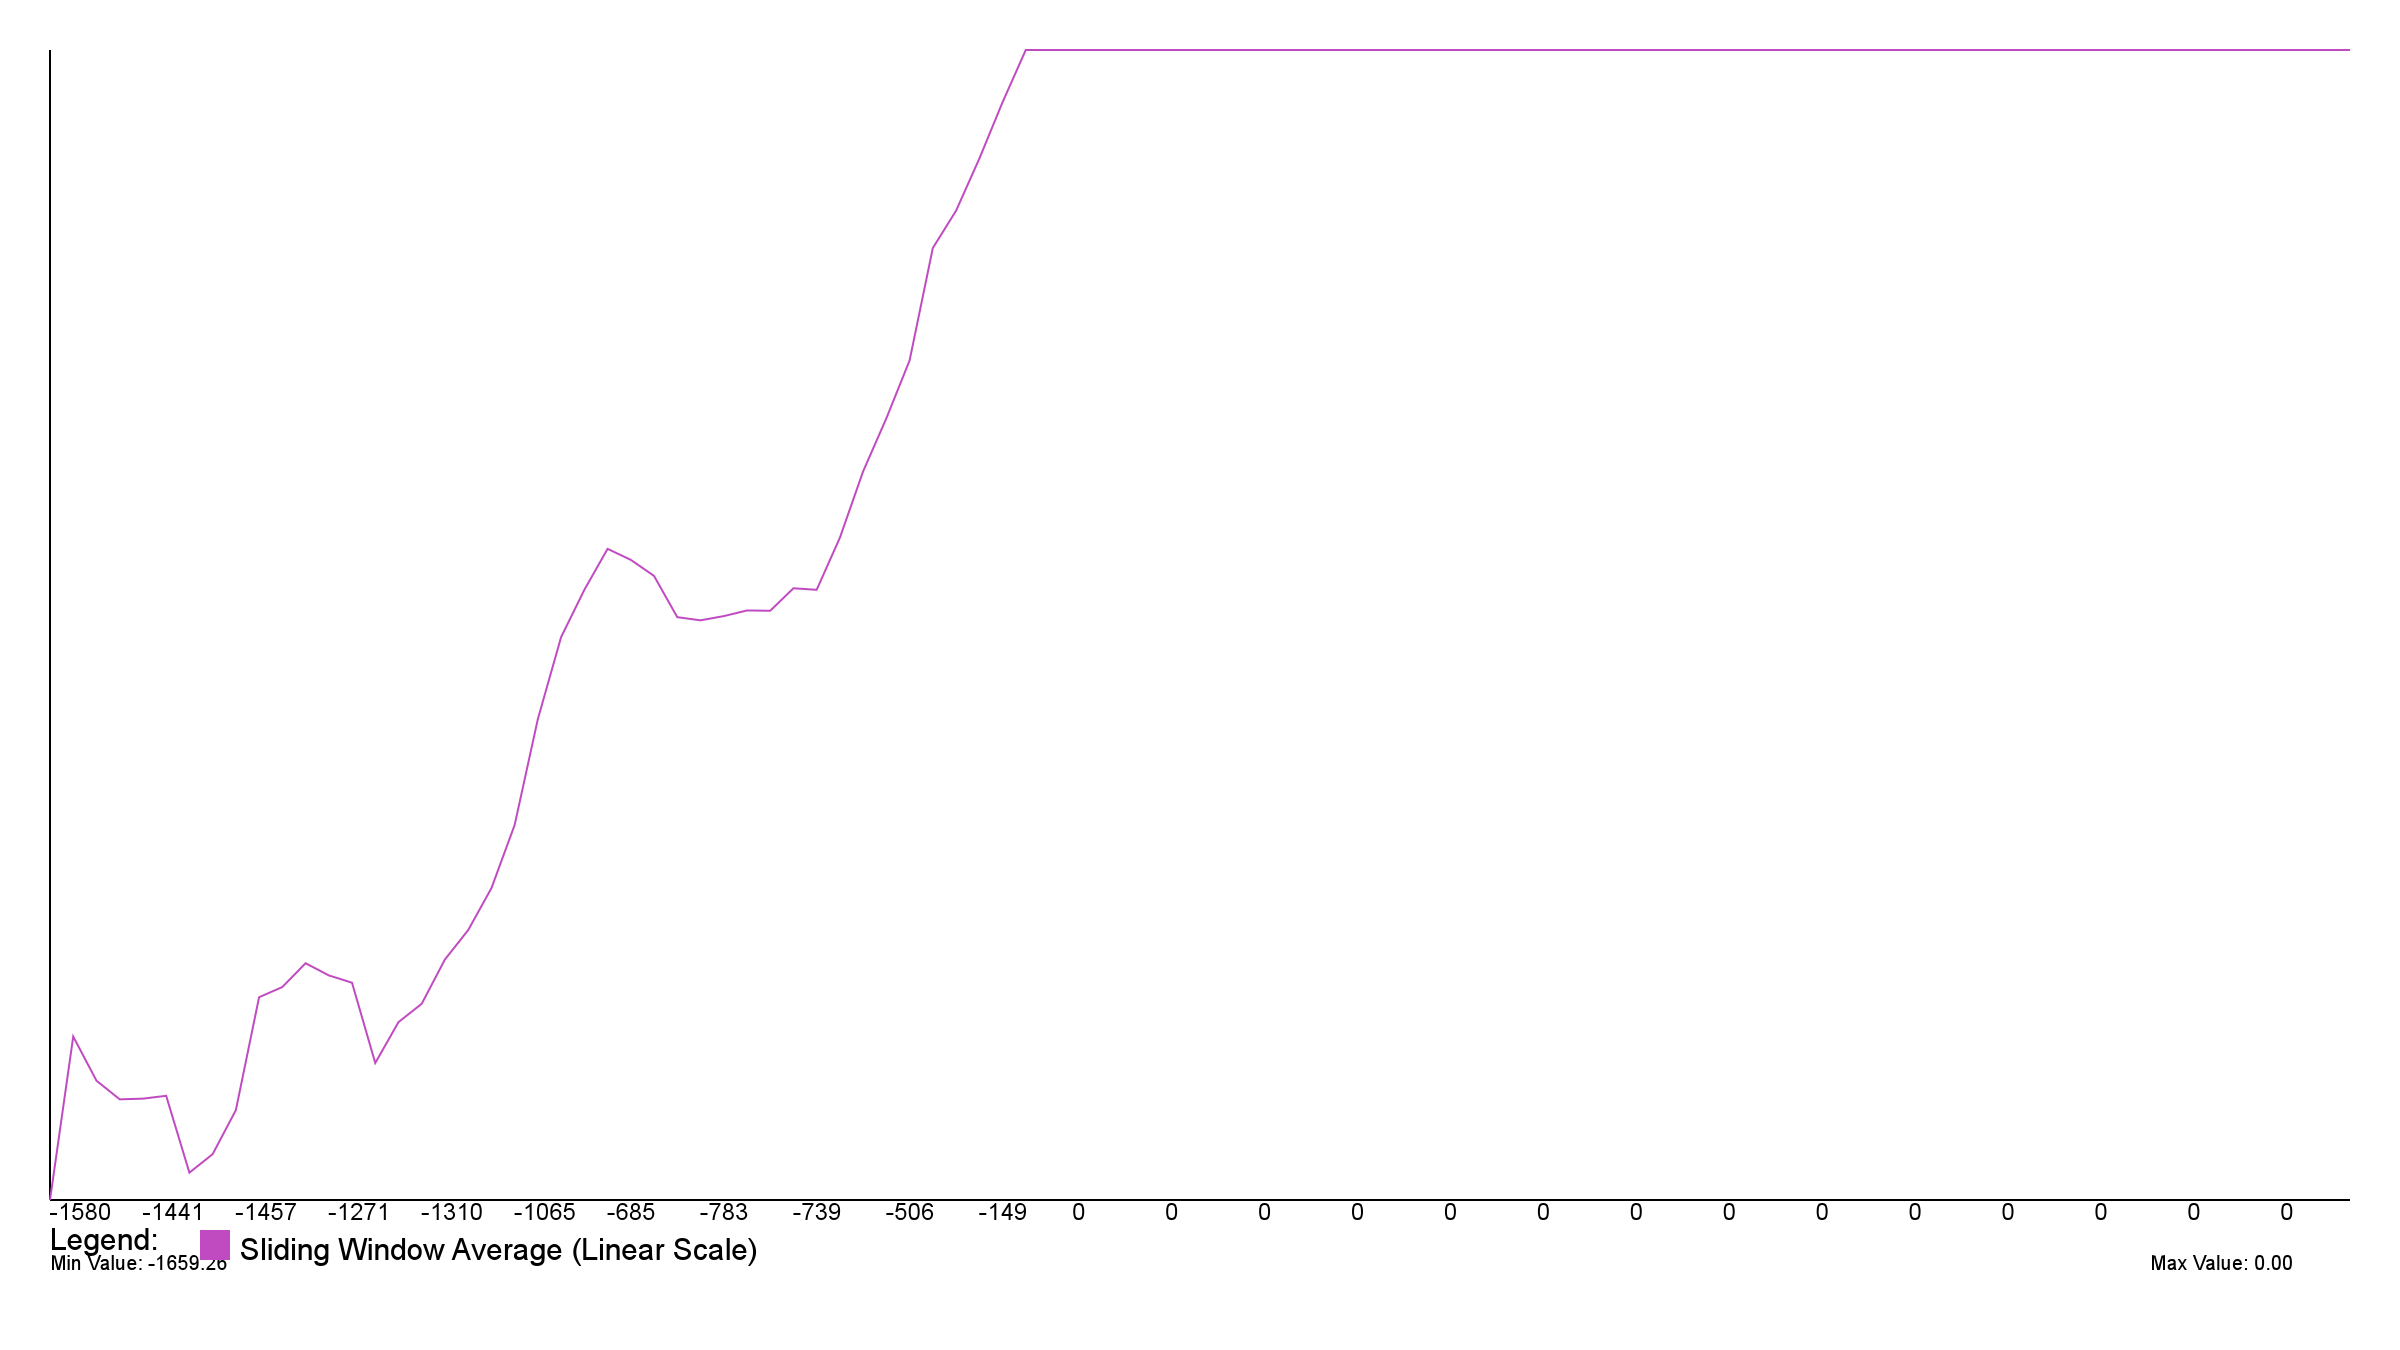 -1580 -1441 -1457 -1271 -1310 -1065 -685 -783 -739 -506 -149 0 0 0 0 0 0 0 0 0 0 0 0 0 0
Legend: Sliding Window Average (Linear Scale)
Min Value: -1659.26 Max Value: 0.00